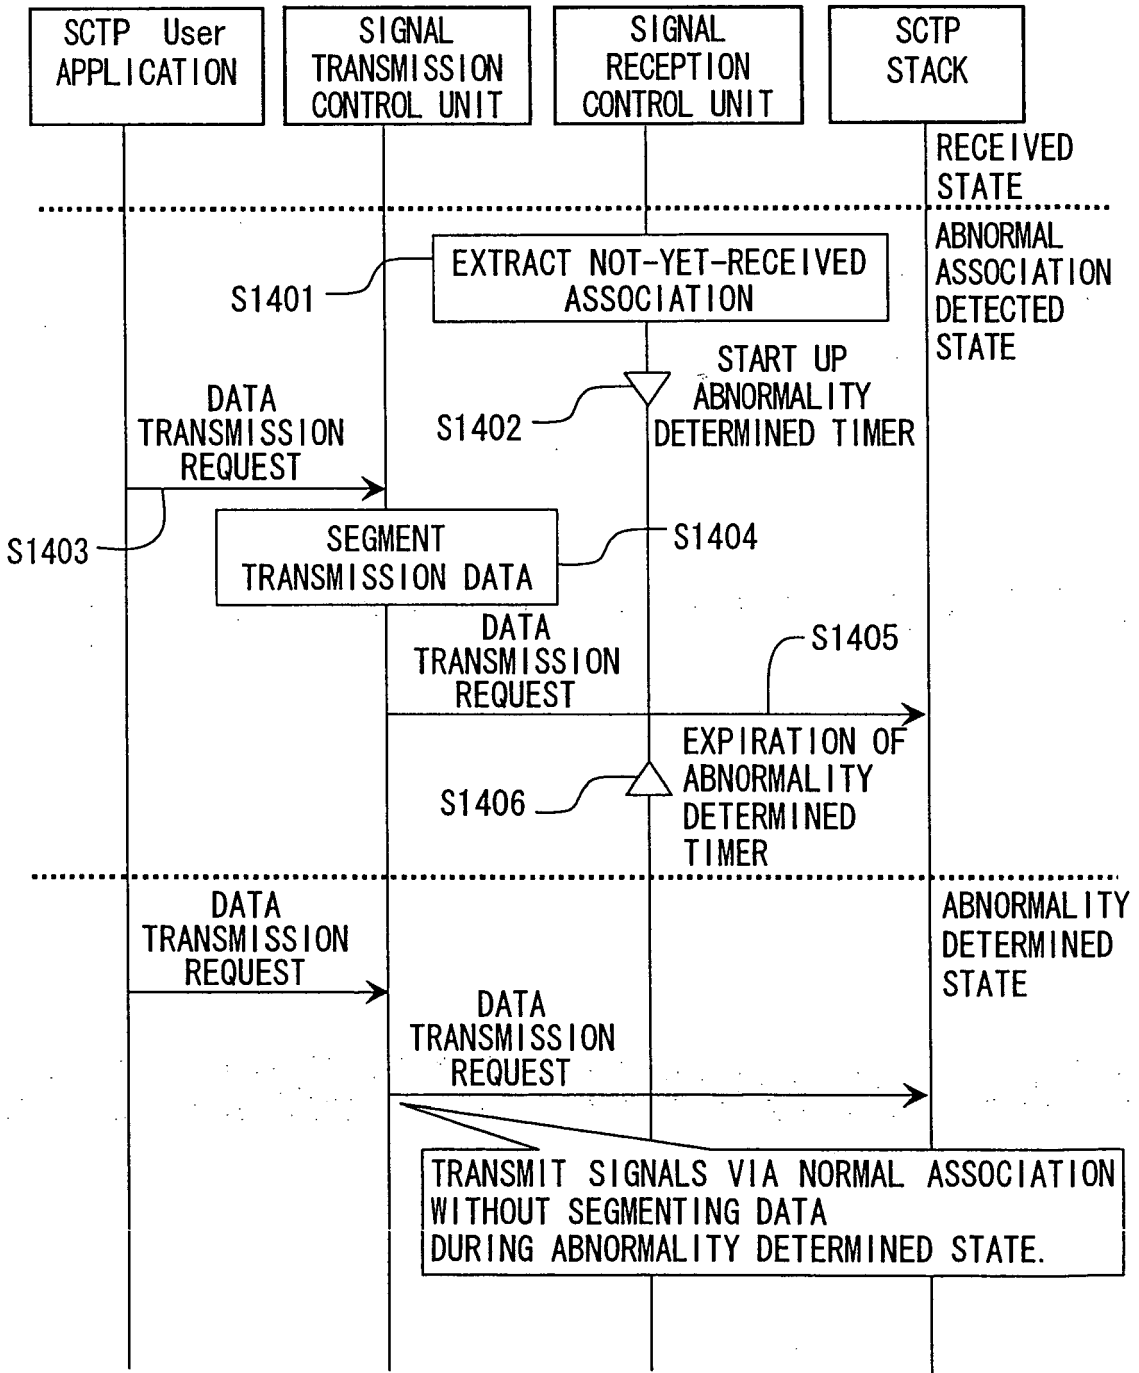 SCTP User
APPLICATION
SIGNAL
TRANSMISSION
CONTROL UNIT
SIGNAL
RECEPTION
CONTROL UNIT
SCTP
STACK
RECEIVED
STATE
ABNORMAL
ASSOCIATION
DETECTED
STATE
EXTRACT NOT-YET-RECEIVED
ASSOCIATION
S1401
START UP
ABNORMALITY
DETERMINED TIMER
S1402
DATA
TRANSMISSION
REQUEST
S1403
SEGMENT
TRANSMISSION DATA
S1404
DATA
TRANSMISSION
REQUEST
S1405
EXPIRATION OF
ABNORMALITY
DETERMINED
TIMER
S1406
DATA
TRANSMISSION
REQUEST
ABNORMALITY
DETERMINED
STATE
DATA
TRANSMISSION
REQUEST
TRANSMIT SIGNALS VIA NORMAL ASSOCIATION
WITHOUT SEGMENTING DATA
DURING ABNORMALITY DETERMINED STATE.